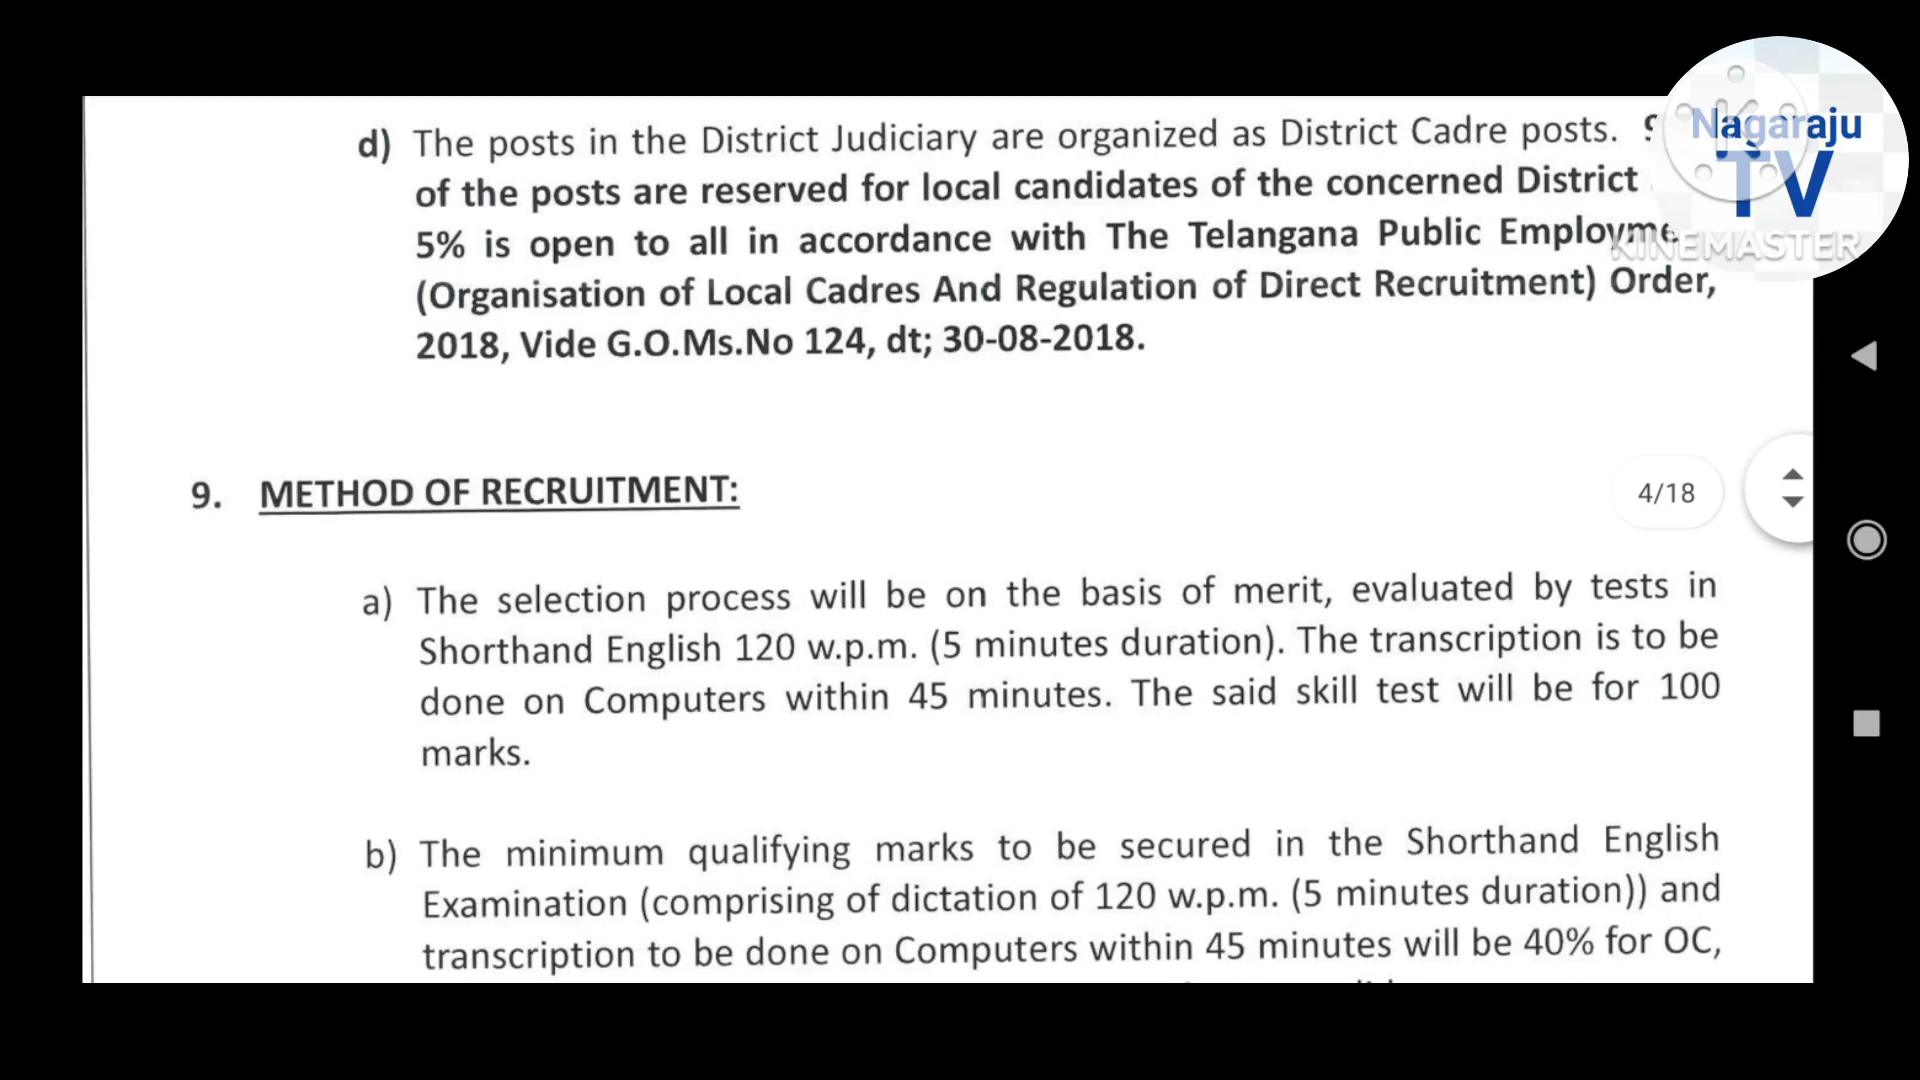 d) The posts in the District Judiciary are organized as District Cadre posts.
of the posts are reserved for local candidates of the concerned District
5% is open to all in accordance with The Telangana Public
(Organisation of Local Cadres And Regulation of Direct Recruitment) Order,
2018, Vide G.O.Ms.No 124, dt; 30-08-2018.
9. METHOD OF RECRUITMENT:
a) The selection process will be on the basis of merit, evaluated by tests in
Shorthand English 120 w.p.m. (5 minutes duration). The transcription is to be
done on Computers within 45 minutes. The said skill test will be for 100
marks.
b) The minimum qualifying marks to be secured in the Shorthand English
Examination (comprising of dictation of 120 w.p.m. (5 minutes duration)) and
transcription to be done on Computers within 45 minutes will be 40% for OC,
4/18
Nagaraju
TV
KINEMASTER